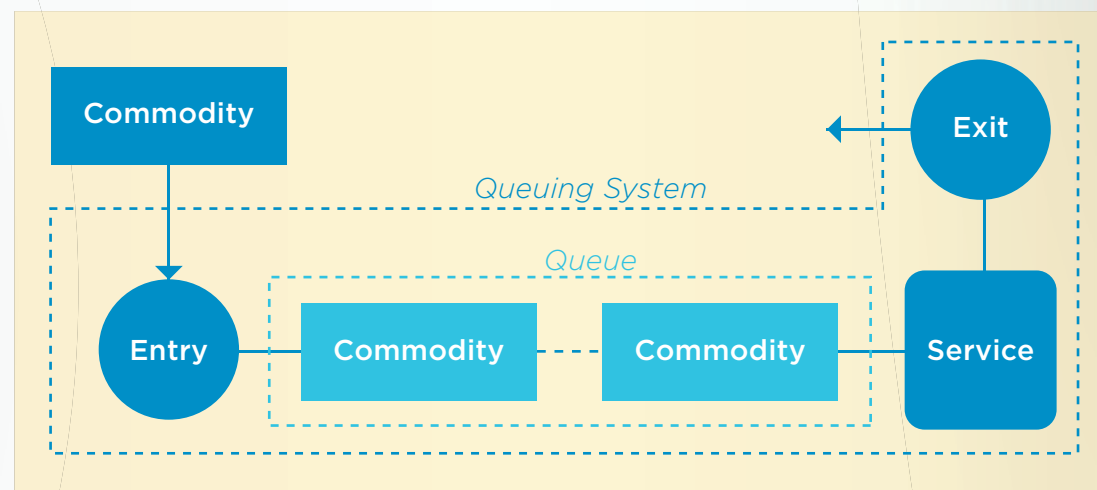 Commodity
Exit
Queuing System
Queue
Entry
Commodity
Commodity
Service